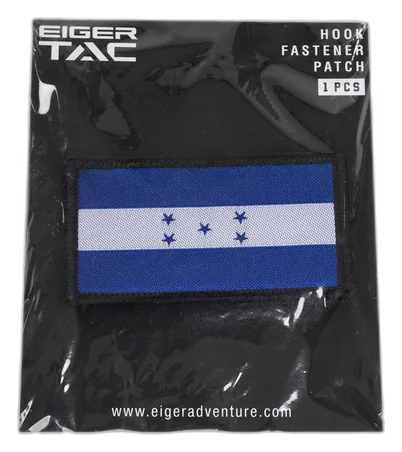 EIGER
TAC
HOOK
FASTENER
PATCH
1 PCS
www.eigeradventure.com